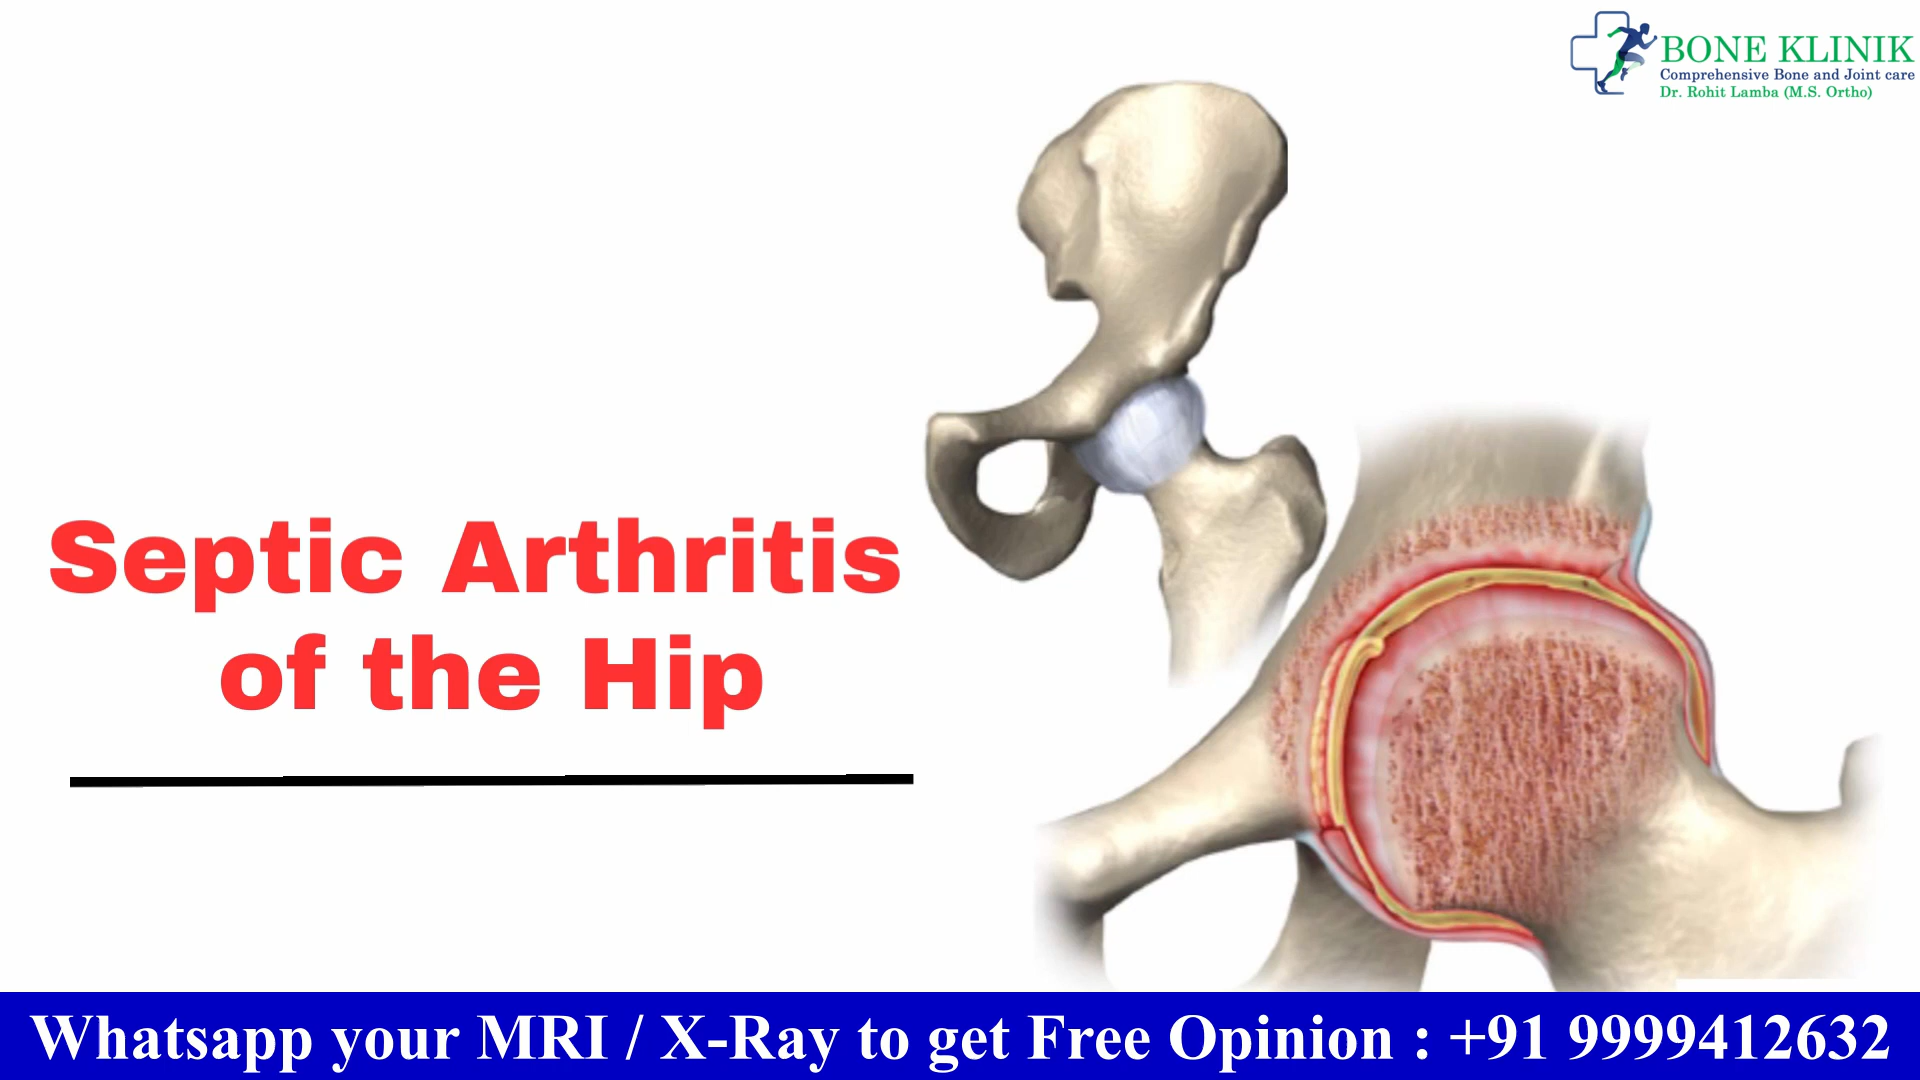 BONE KLINIK
Comprehensive Bone and Joint care
Dr. Rohit Lamba (M.S. Ortho)
Septic Arthritis
of the Hip
Whatsapp your MRI / X-Ray to get Free Opinion : +91 9999412632